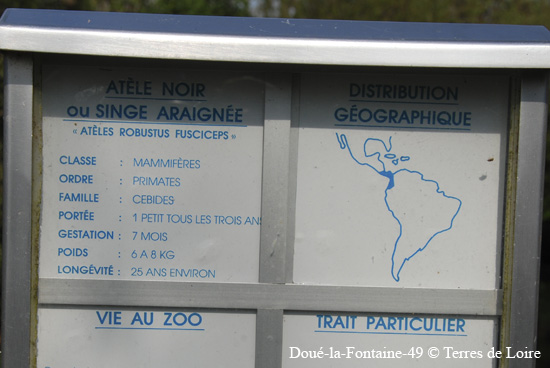 ATÈLE NOIR
OU SINGE ARAIGNÉE
« ATÈLES ROBUSTUS FUSCICEPS »
CLASSE : MAMMIFÈRES
ORDRE : PRIMATES
FAMILLE : CEBIDES
PORTÉE : 1 PETIT TOUS LES TROIS ANS
GESTATION : 7 MOIS
POIDS : 6 A 8 KG
LONGÉVITÉ : 25 ANS ENVIRON
DISTRIBUTION
GÉOGRAPHIQUE
VIE AU ZOO
TRAIT PARTICULIER
Doué-la-Fontaine-49 © Terres de Loire